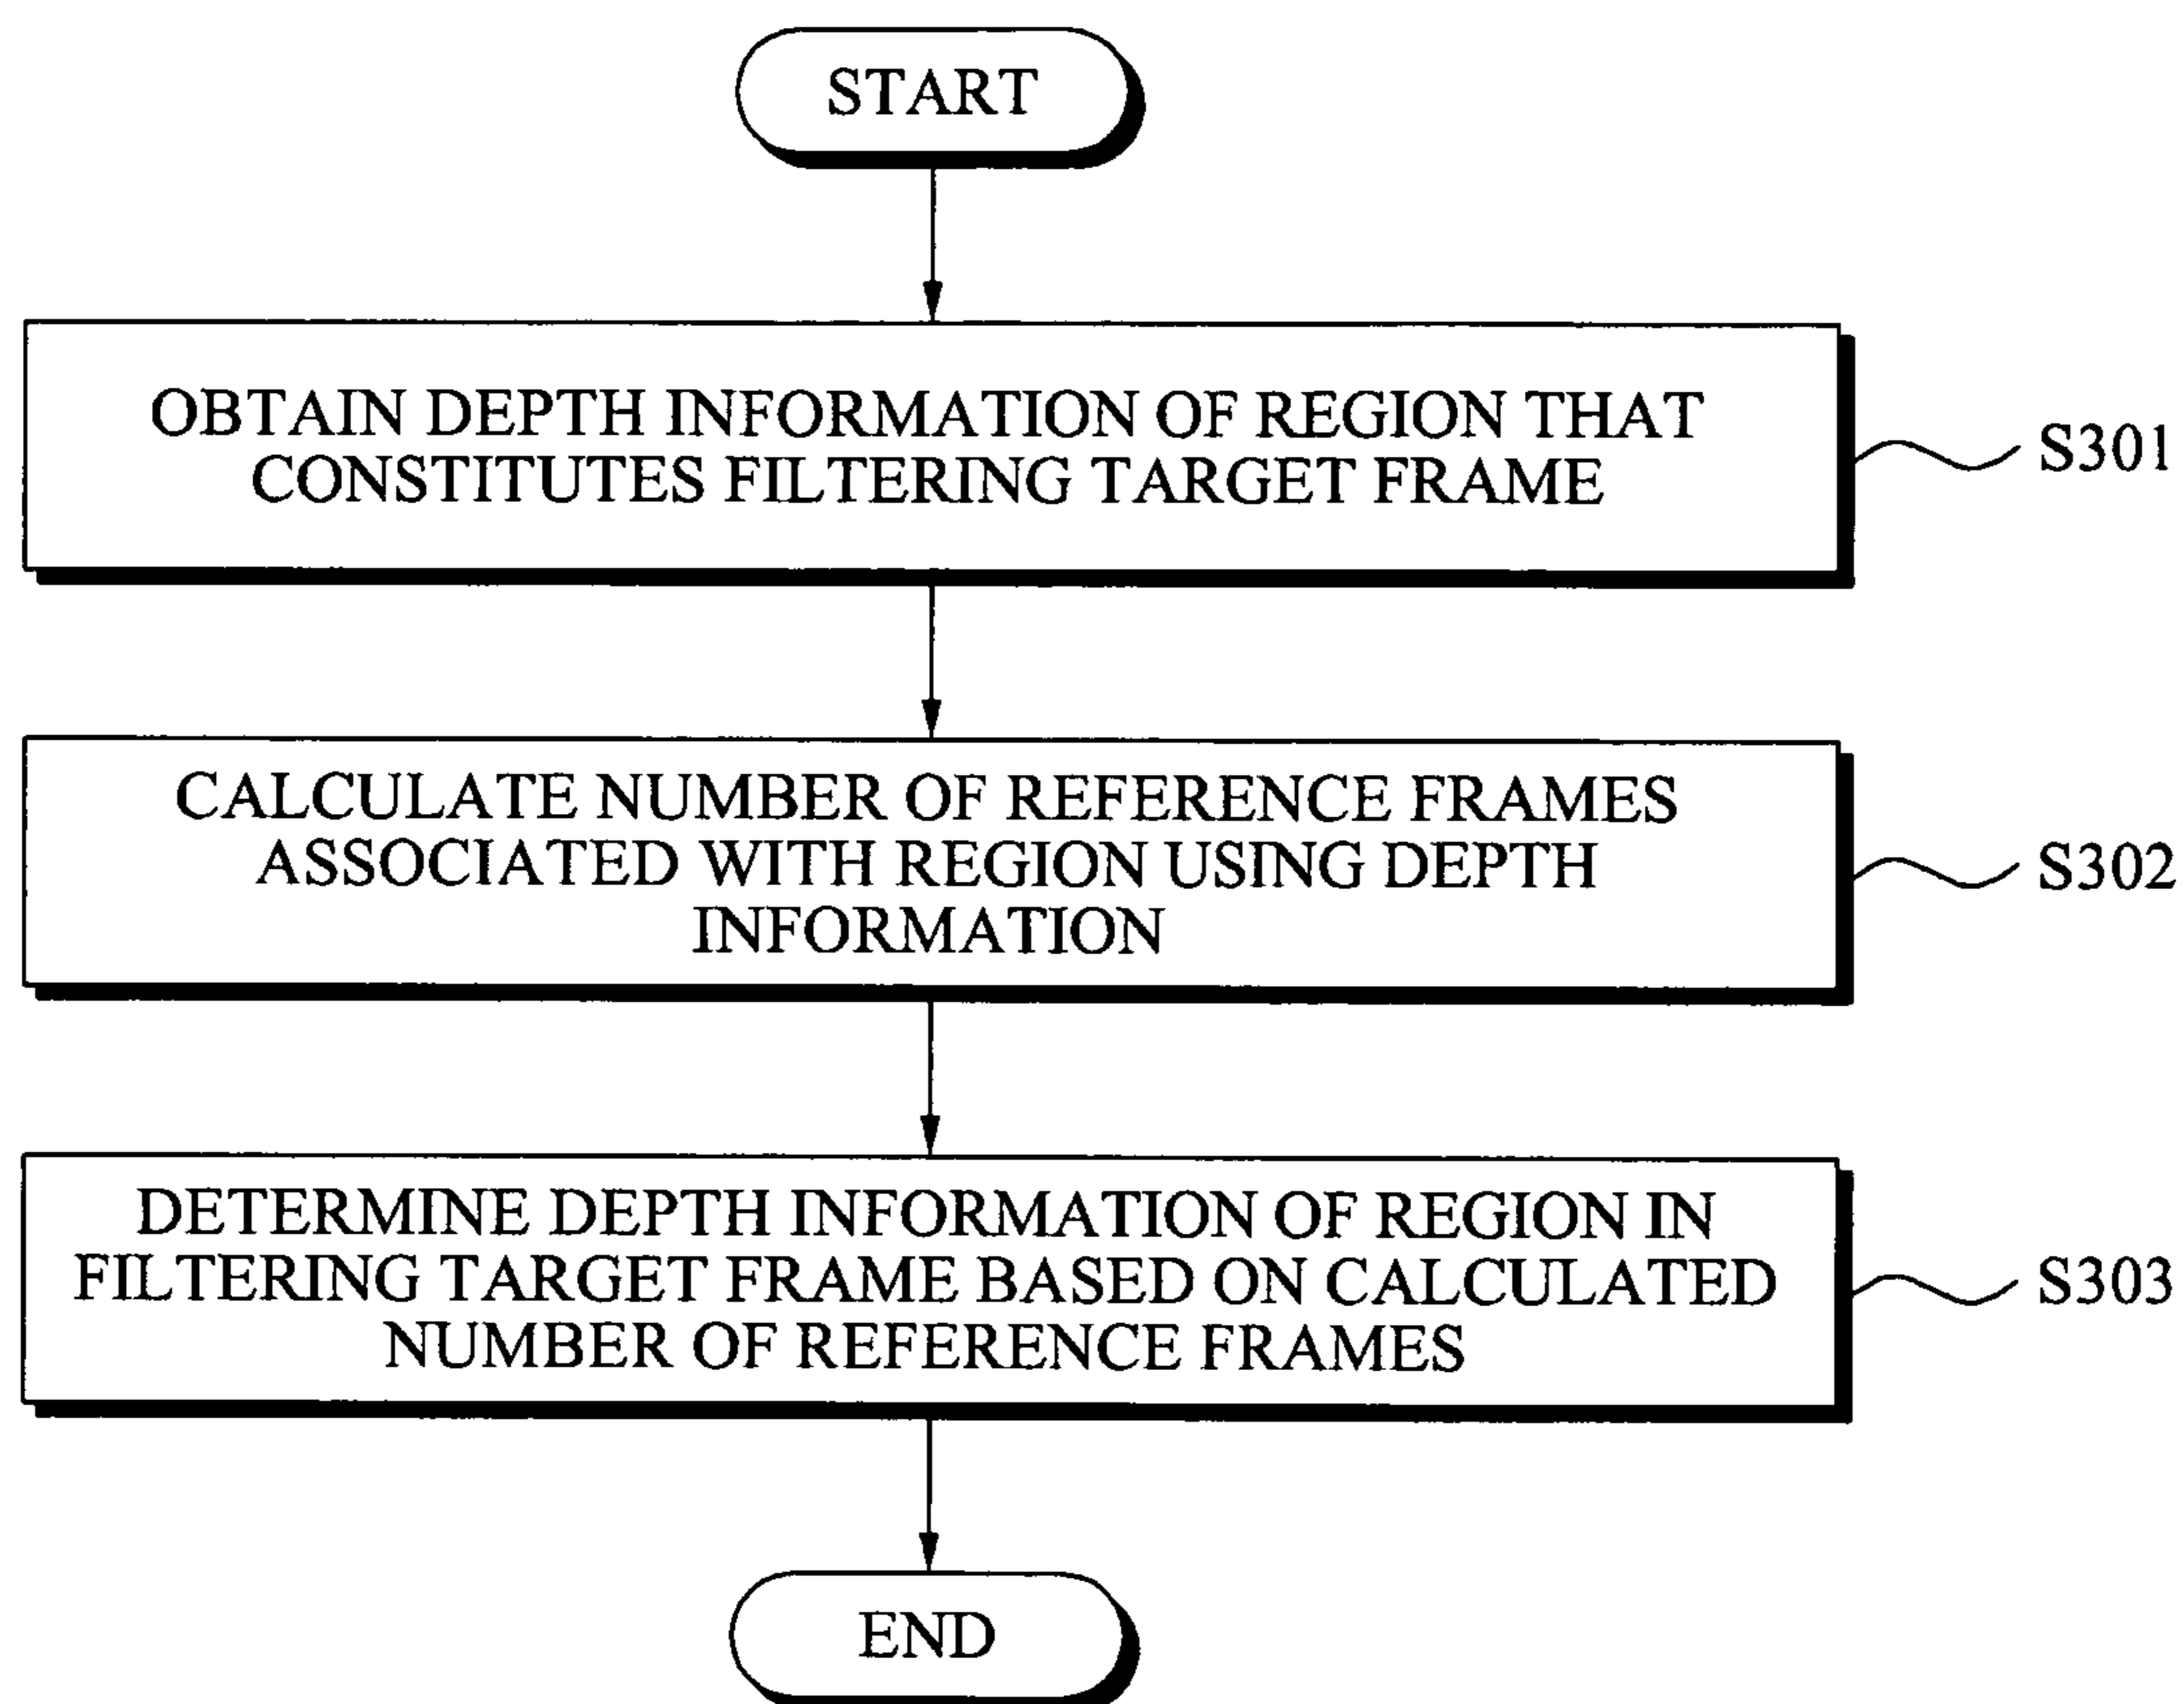 START
OBTAIN DEPTH INFORMATION OF REGION THAT
CONSTITUTES FILTERING TARGET FRAME
S301
CALCULATE NUMBER OF REFERENCE FRAMES
ASSOCIATED WITH REGION USING DEPTH
INFORMATION
S302
DETERMINE DEPTH INFORMATION OF REGION IN
FILTERING TARGET FRAME BASED ON CALCULATED
NUMBER OF REFERENCE FRAMES
S303
END